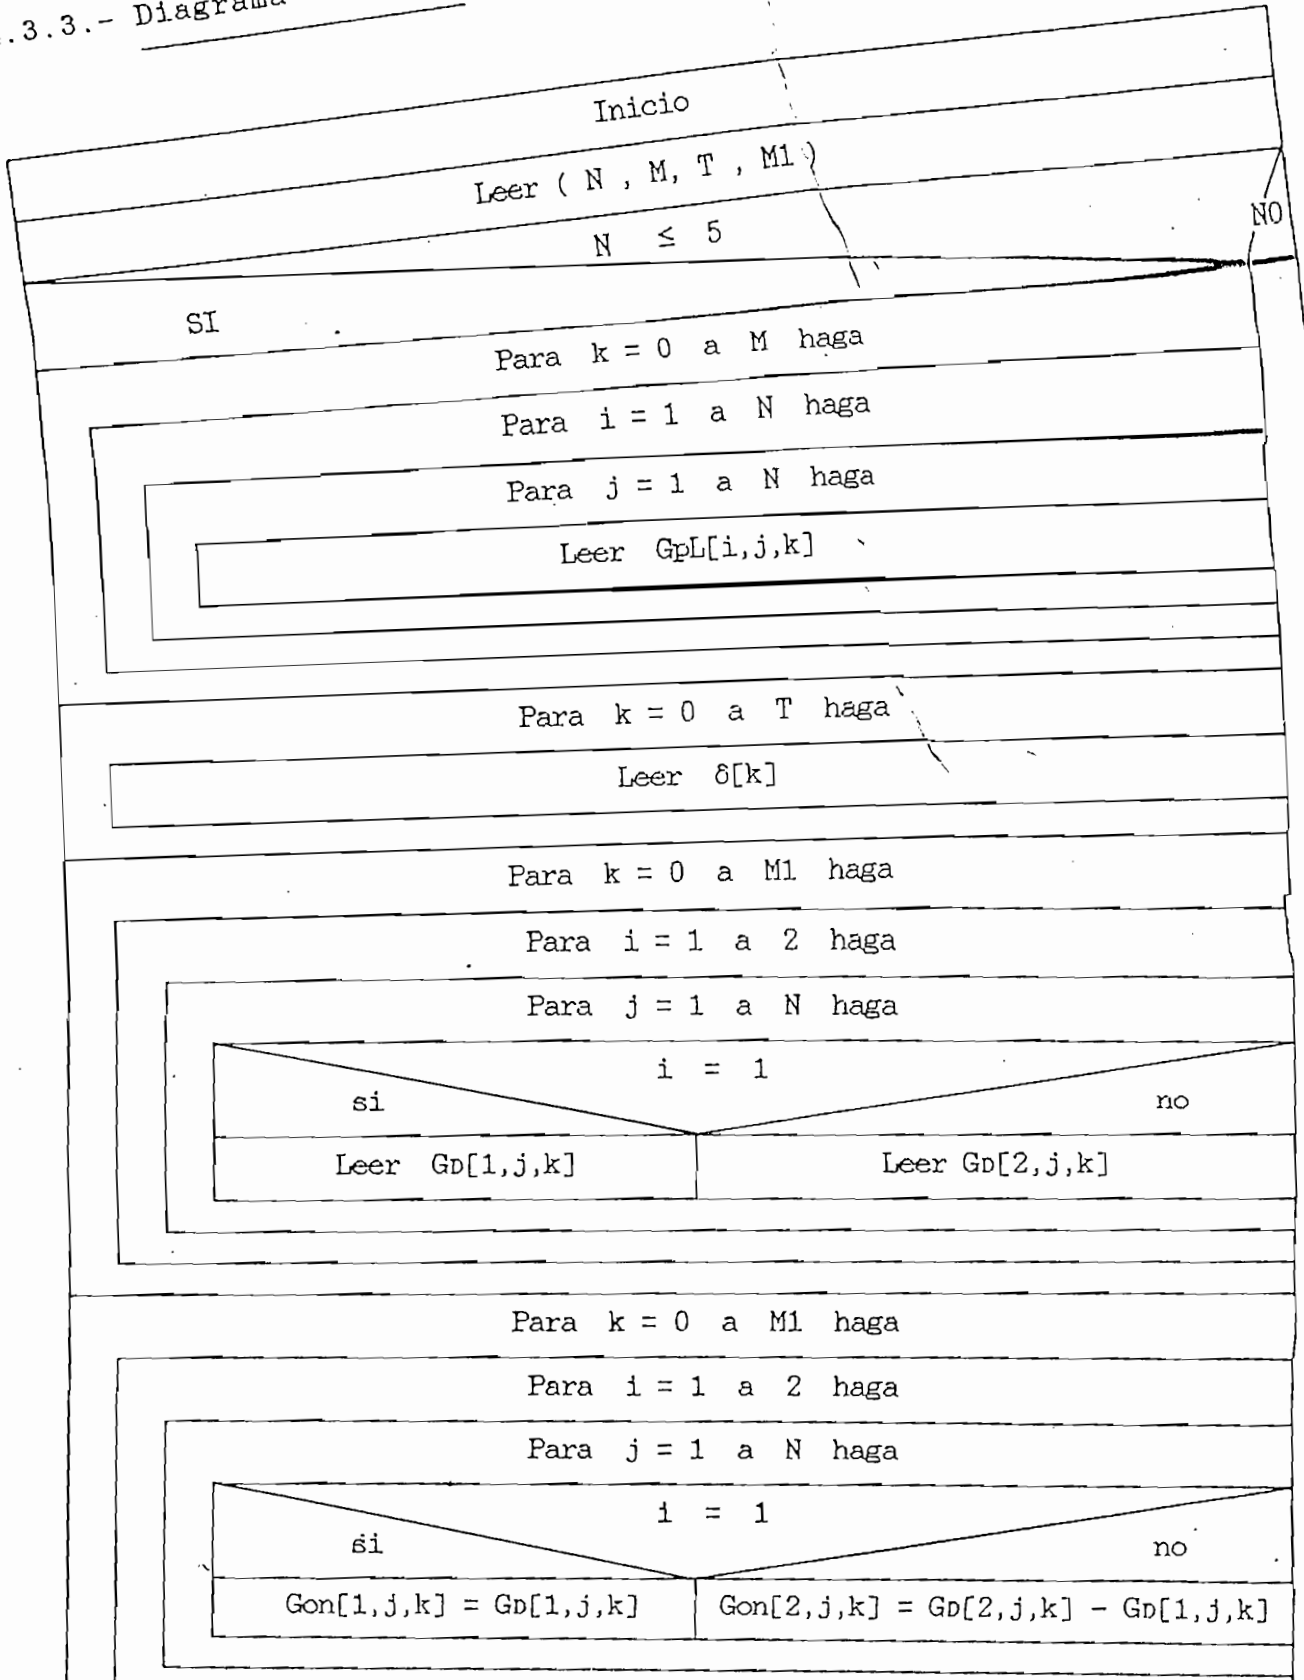 .3.3.- Diagrama
Inicio
Leer ( N , M, T , M1 )
N ≤ 5
NO
SI
Para k = 0 a M haga
Para i = 1 a N haga
Para j = 1 a N haga
Leer GpL[i,j,k]
Para k = 0 a T haga
Leer δ[k]
Para k = 0 a M1 haga
Para i = 1 a 2 haga
Para j = 1 a N haga
i = 1
si no
Leer GD[1,j,k] Leer GD[2,j,k]
Para k = 0 a M1 haga
Para i = 1 a 2 haga
Para j = 1 a N haga
i = 1
si no
Gon[1,j,k] = GD[1,j,k] Gon[2,j,k] = GD[2,j,k] - GD[1,j,k]